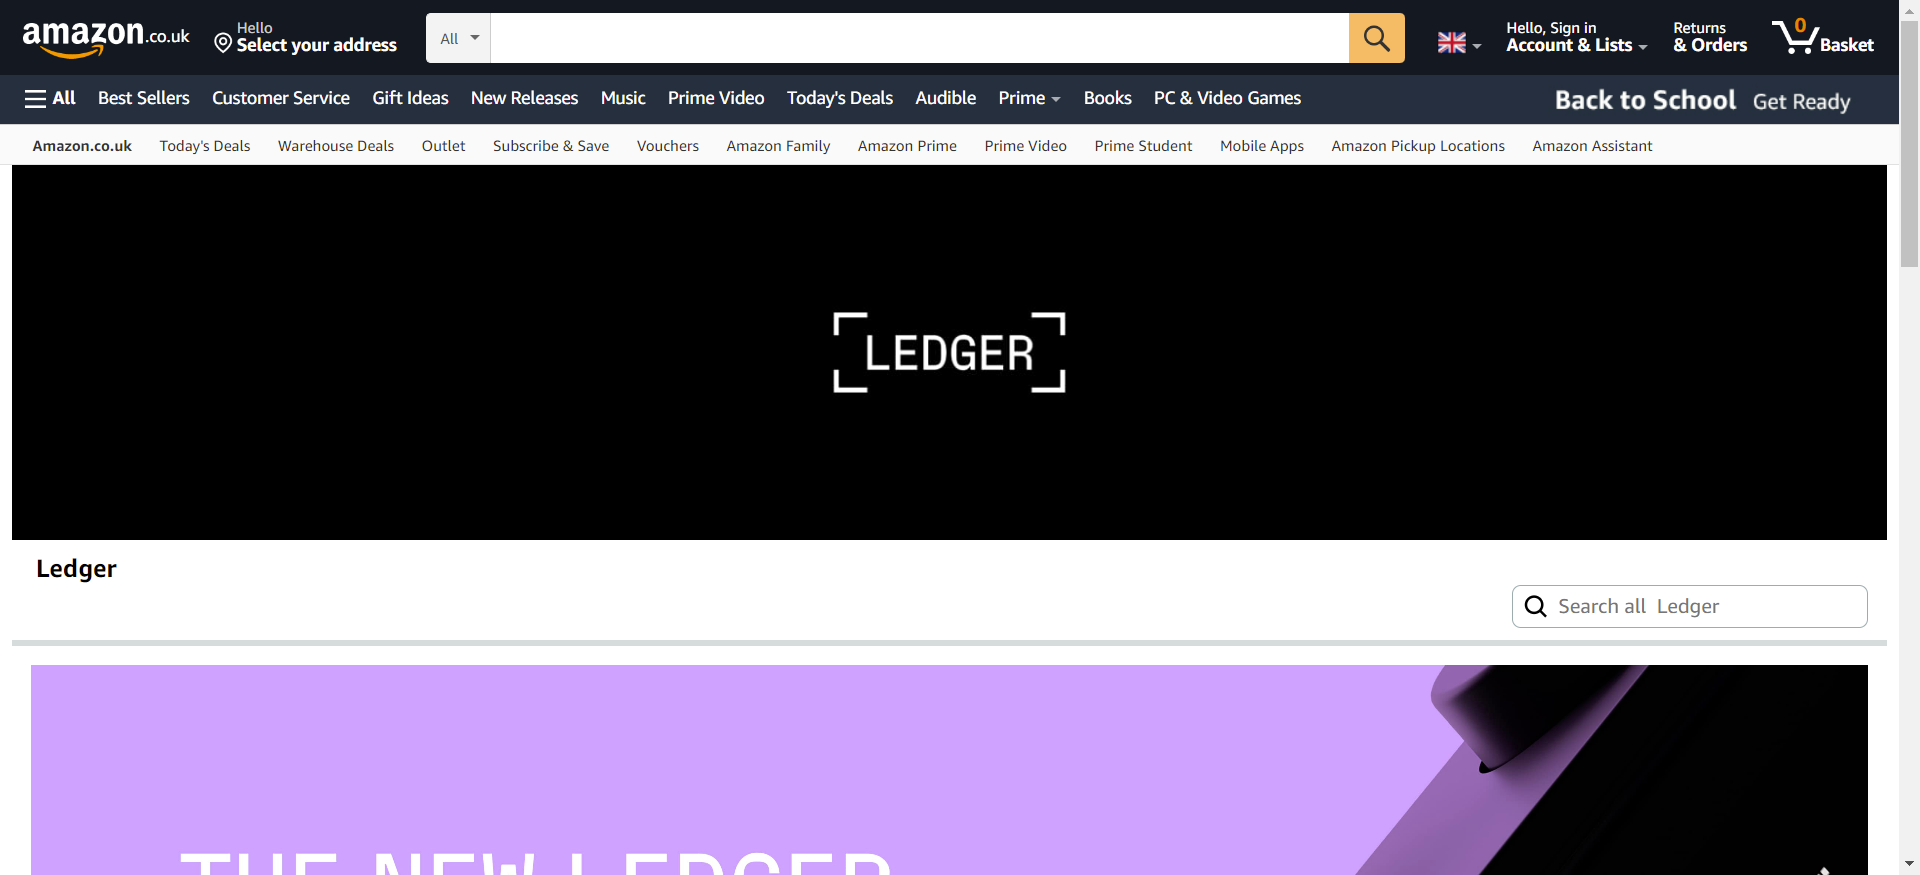 amazon.co.uk
Hello
Select your address
All
Hello, Sign in
Account & Lists
Returns
& Orders
0
Basket
All Best Sellers Customer Service Gift Ideas New Releases Music Prime Video Today's Deals Audible Prime Books PC & Video Games
Back to School Get Ready
Amazon.co.uk Today's Deals Warehouse Deals Outlet Subscribe & Save Vouchers Amazon Family Amazon Prime Prime Video Prime Student Mobile Apps Amazon Pickup Locations Amazon Assistant
LEDGER
Ledger
Search all Ledger
THE NEW LEDGER